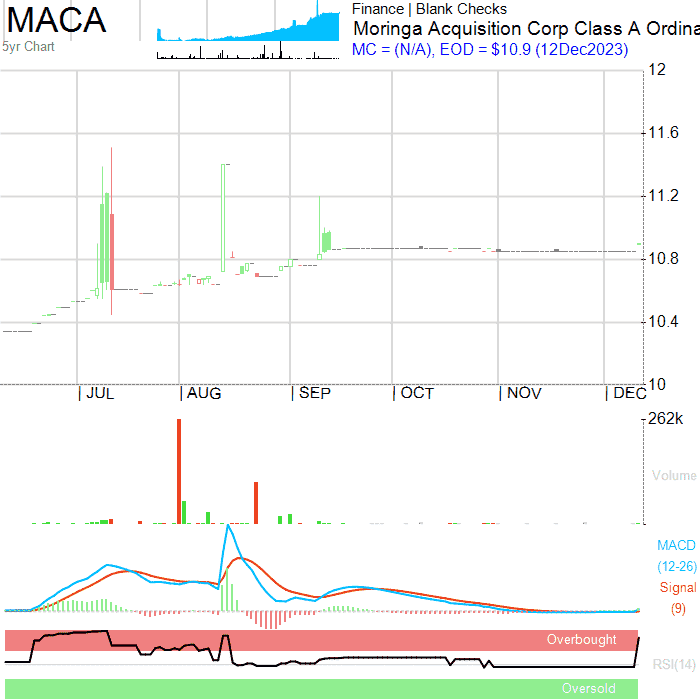 MACA
5yr Chart
Finance | Blank Checks
Moringa Acquisition Corp Class A Ordina
MC = (N/A), EOD = $10.9 (12Dec2023)
12
11.6
11.2
10.8
10.4
10
| JUL | AUG | SEP | OCT | NOV | DEC
262k
Volume
MACD
(12-26)
Signal
(9)
Overbought
RSI(14)
Oversold